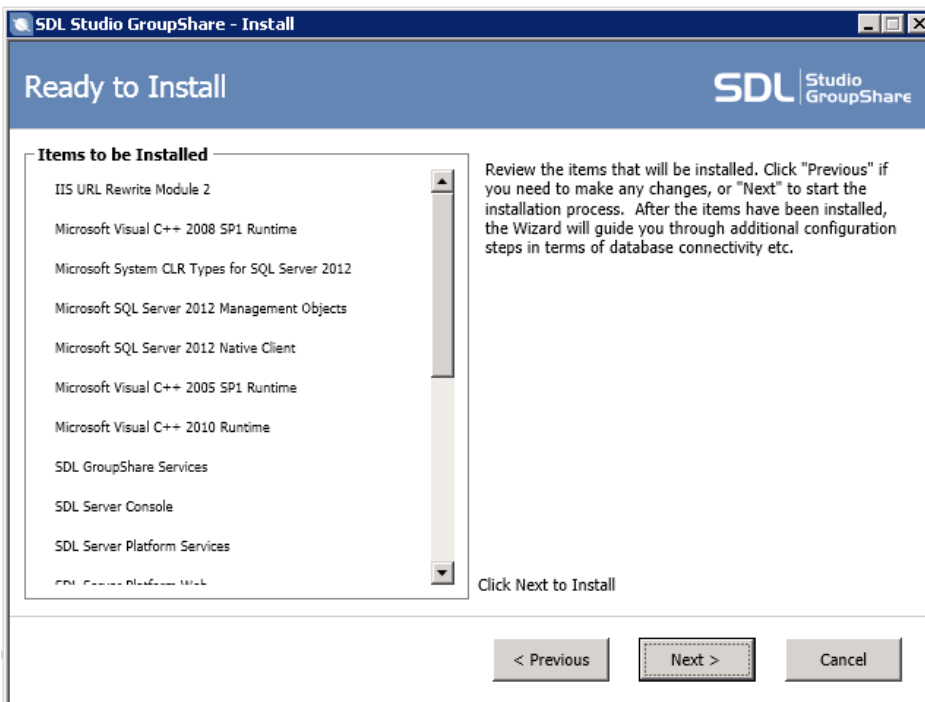 SDL Studio GroupShare - Install
Ready to Install
SDL Studio
GroupShare
Items to be Installed
IIS URL Rewrite Module 2
Microsoft Visual C++ 2008 SP1 Runtime
Microsoft System CLR Types for SQL Server 2012
Microsoft SQL Server 2012 Management Objects
Microsoft SQL Server 2012 Native Client
Microsoft Visual C++ 2005 SP1 Runtime
Microsoft Visual C++ 2010 Runtime
SDL GroupShare Services
SDL Server Console
SDL Server Platform Services
SDL Server Platform Web
Review the items that will be installed. Click "Previous" if
you need to make any changes, or "Next" to start the
installation process. After the items have been installed,
the Wizard will guide you through additional configuration
steps in terms of database connectivity etc.
Click Next to Install
< Previous
Next >
Cancel